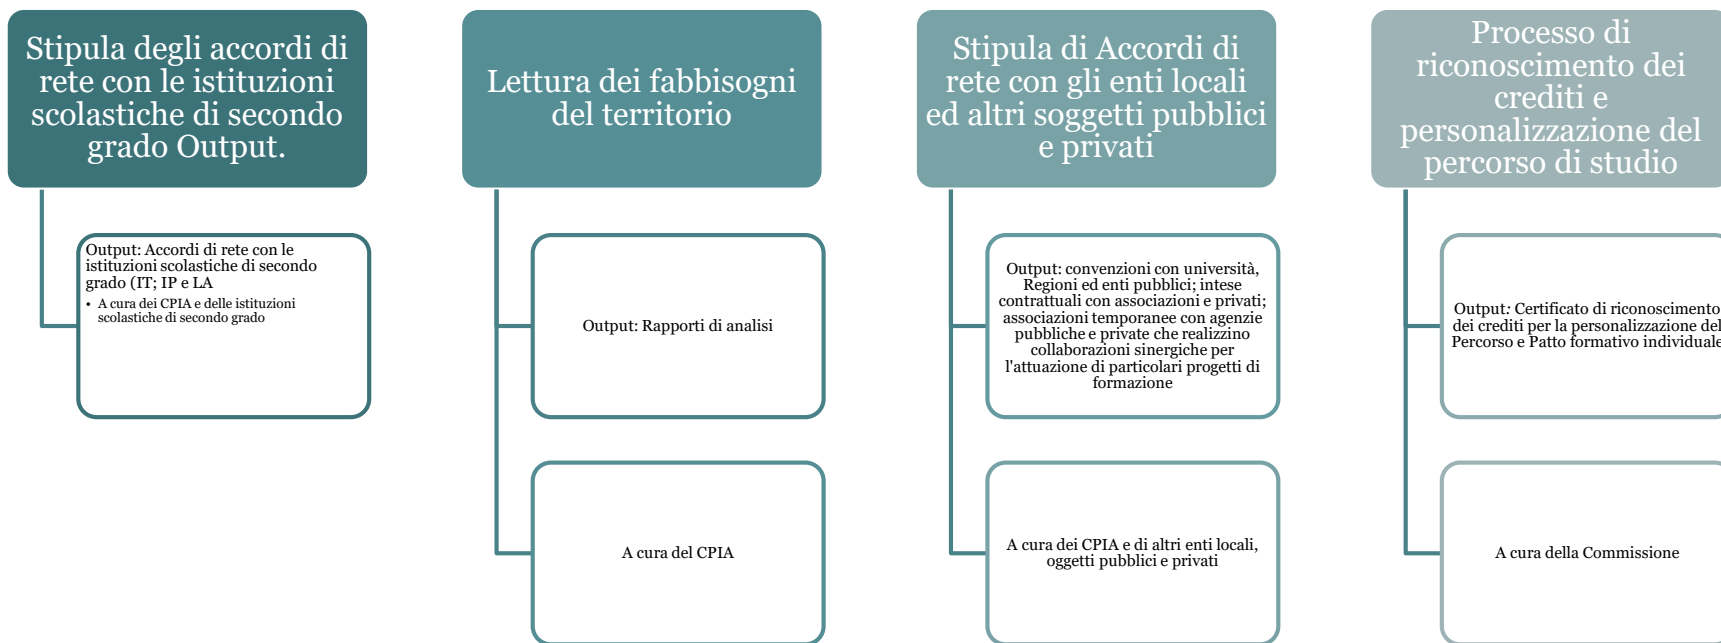 Stipula degli accordi di
rete con le istituzioni
scolastiche di secondo
grado Output.
Output: Accordi di rete con le
istituzioni scolastiche di secondo
grado (IT; IP e LA
• A cura dei CPIA e delle istituzioni
scolastiche di secondo grado
Lettura dei fabbisogni
del territorio
Output: Rapporti di analisi
A cura del CPIA
Stipula di Accordi di
rete con gli enti locali
ed altri soggetti pubblici
e privati
Output: convenzioni con università,
Regioni ed enti pubblici; intese
contrattuali con associazioni e privati;
associazioni temporanee con agenzie
pubbliche e private che realizzino
collaborazioni sinergiche per
l'attuazione di particolari progetti di
formazione
A cura dei CPIA e di altri enti locali,
oggetti pubblici e privati
Processo di
riconoscimento dei
crediti e
personalizzazione del
percorso di studio
Output: Certificato di riconoscimento
dei crediti per la personalizzazione del
Percorso e Patto formativo individuale
A cura della Commissione